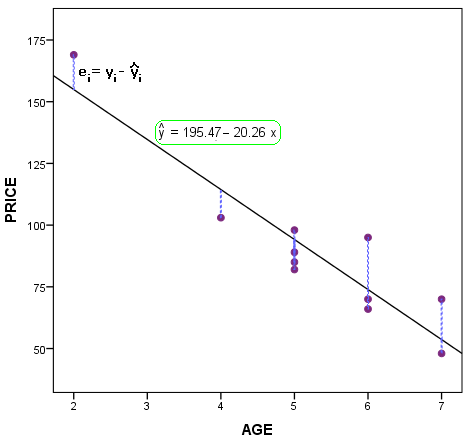 175
150
125
100
75
50
PRICE
eᵢ = yᵢ - ŷᵢ
ŷ = 195.47 - 20.26 x
2 3 4 5 6 7
AGE